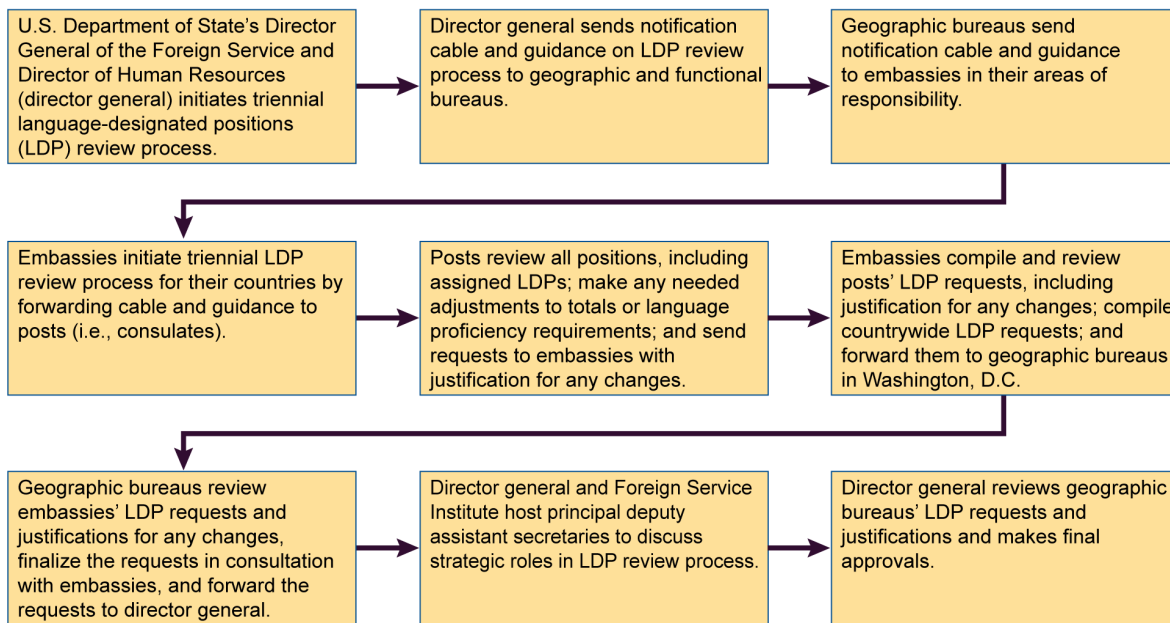 U.S. Department of State’s Director
General of the Foreign Service and
Director of Human Resources
(director general) initiates triennial
language-designated positions
(LDP) review process.
Director general sends notification
cable and guidance on LDP review
process to geographic and functional
bureaus.
Geographic bureaus send
notification cable and guidance
to embassies in their areas of
responsibility.
Embassies initiate triennial LDP
review process for their countries by
forwarding cable and guidance to
posts (i.e., consulates).
Posts review all positions, including
assigned LDPs; make any needed
adjustments to totals or language
proficiency requirements; and send
requests to embassies with
justification for any changes.
Embassies compile and review
posts’ LDP requests, including
justification for any changes; compile
countrywide LDP requests; and
forward them to geographic bureaus
in Washington, D.C.
Geographic bureaus review
embassies’ LDP requests and
justifications for any changes,
finalize the requests in consultation
with embassies, and forward the
requests to director general.
Director general and Foreign Service
Institute host principal deputy
assistant secretaries to discuss
strategic roles in LDP review process.
Director general reviews geographic
bureaus’ LDP requests and
justifications and makes final
approvals.